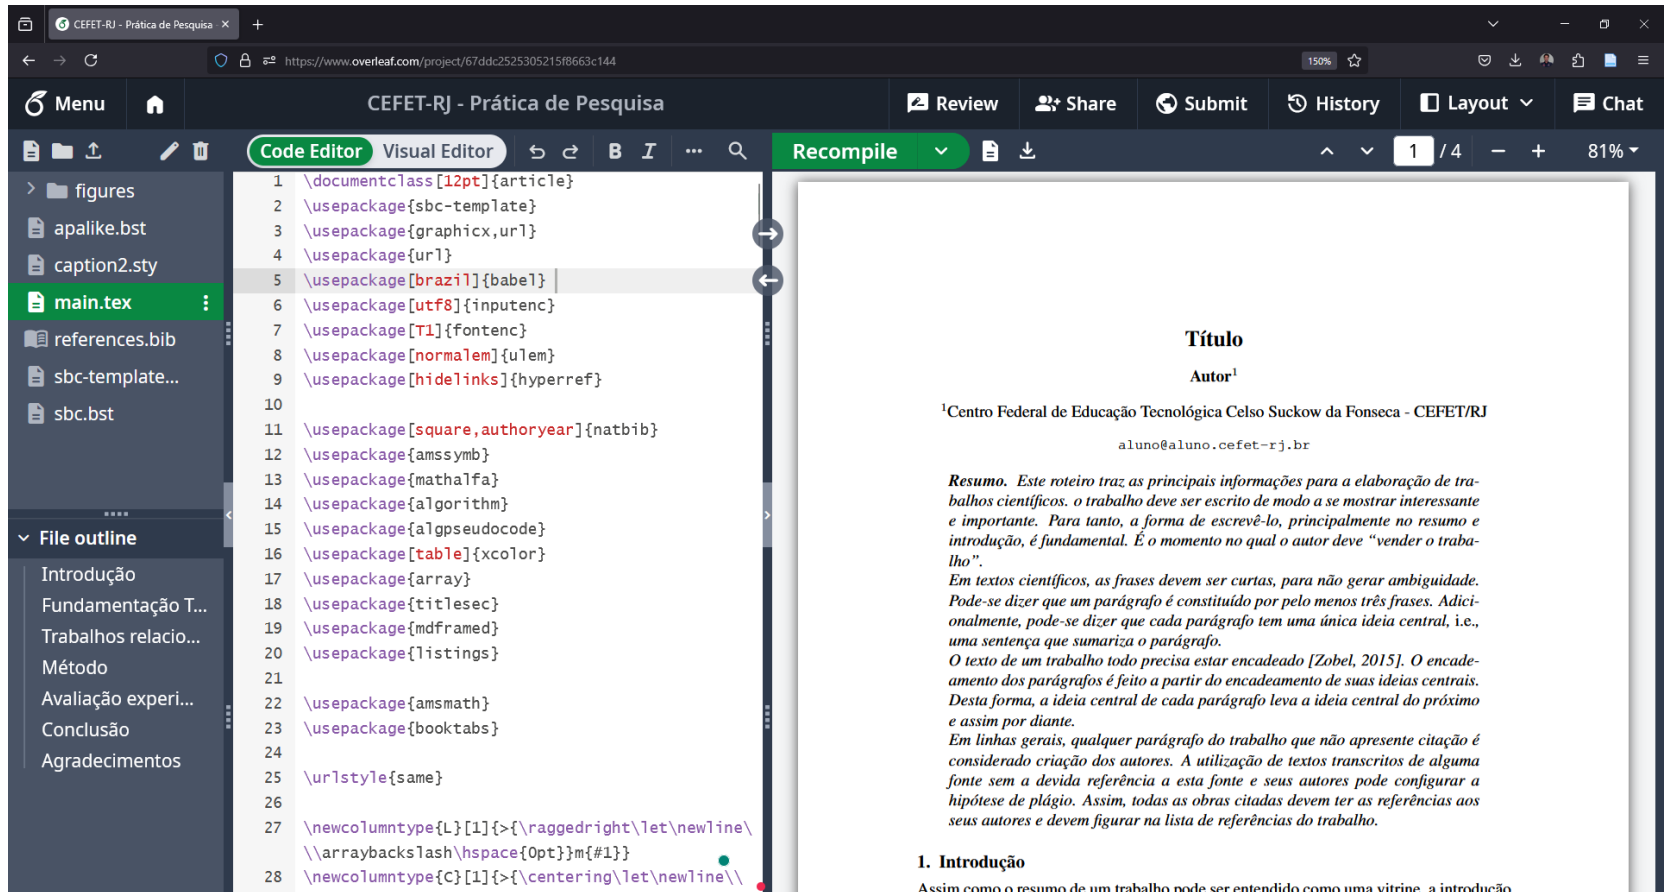 CEFET-RJ - Prática de Pesquisa
https://www.overleaf.com/project/67ddc2525305215f8663c144
150%
Menu
CEFET-RJ - Prática de Pesquisa
Review
Share
Submit
History
Layout
Chat
Code Editor
Visual Editor
B I
Recompile
1 / 4
81%
figures
apalike.bst
caption2.sty
main.tex
references.bib
sbc-template...
sbc.bst
File outline
Introdução
Fundamentação T...
Trabalhos relacio...
Método
Avaliação experi...
Conclusão
Agradecimentos
1 \documentclass[12pt]{article}
2 \usepackage{sbc-template}
3 \usepackage{graphicx,url}
4 \usepackage{url}
5 \usepackage[brazil]{babel}
6 \usepackage[utf8]{inputenc}
7 \usepackage[T1]{fontenc}
8 \usepackage[normalem]{ulem}
9 \usepackage[hidelinks]{hyperref}
10
11 \usepackage[square,authoryear]{natbib}
12 \usepackage{amssymb}
13 \usepackage{mathalfa}
14 \usepackage{algorithm}
15 \usepackage{algpseudocode}
16 \usepackage[table]{xcolor}
17 \usepackage{array}
18 \usepackage{titlesec}
19 \usepackage{mdframed}
20 \usepackage{listings}
21
22 \usepackage{amsmath}
23 \usepackage{booktabs}
24
25 \urlstyle{same}
26
27 \newcolumntype{L}[1]{>{\raggedright\let\newline\
\\arraybackslash\hspace{0pt}}m{#1}}
28 \newcolumntype{C}[1]{>{\centering\let\newline\\
Título
Autor¹
¹Centro Federal de Educação Tecnológica Celso Suckow da Fonseca - CEFET/RJ
aluno@aluno.cefet-rj.br
Resumo. Este roteiro traz as principais informações para a elaboração de tra-
balhos científicos. o trabalho deve ser escrito de modo a se mostrar interessante
e importante. Para tanto, a forma de escrevê-lo, principalmente no resumo e
introdução, é fundamental. É o momento no qual o autor deve “vender o traba-
lho”.
Em textos científicos, as frases devem ser curtas, para não gerar ambiguidade.
Pode-se dizer que um parágrafo é constituído por pelo menos três frases. Adici-
onalmente, pode-se dizer que cada parágrafo tem uma única ideia central, i.e.,
uma sentença que sumariza o parágrafo.
O texto de um trabalho todo precisa estar encadeado [Zobel, 2015]. O encade-
amento dos parágrafos é feito a partir do encadeamento de suas ideias centrais.
Desta forma, a ideia central de cada parágrafo leva a ideia central do próximo
e assim por diante.
Em linhas gerais, qualquer parágrafo do trabalho que não apresente citação é
considerado criação dos autores. A utilização de textos transcritos de alguma
fonte sem a devida referência a esta fonte e seus autores pode configurar a
hipótese de plágio. Assim, todas as obras citadas devem ter as referências aos
seus autores e devem figurar na lista de referências do trabalho.
1. Introdução
Assim como o resumo de um trabalho pode ser entendido como uma vitrine, a introdução